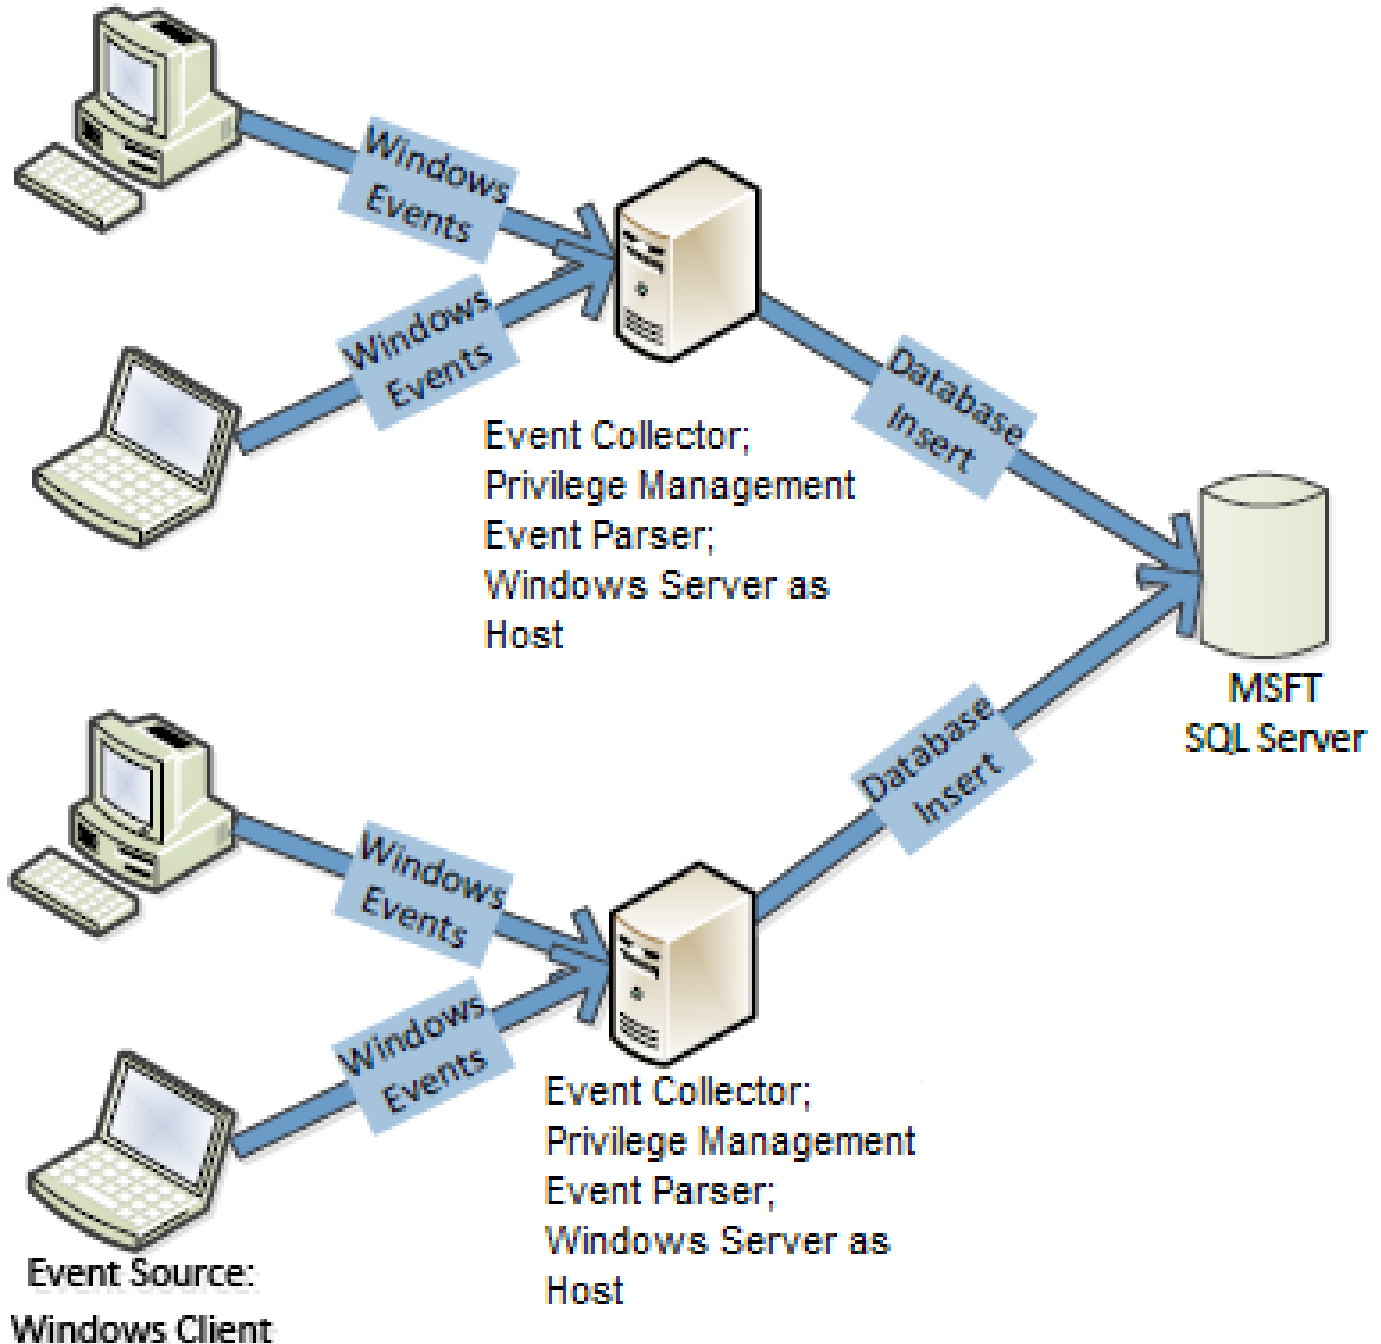 Windows
Events
Windows
Events
Database
Insert
Event Collector;
Privilege Management
Event Parser;
Windows Server as
Host
MSFT
SQL Server
Database
Insert
Windows
Events
Windows
Events
Event Collector;
Privilege Management
Event Parser;
Windows Server as
Host
Event Source:
Windows Client